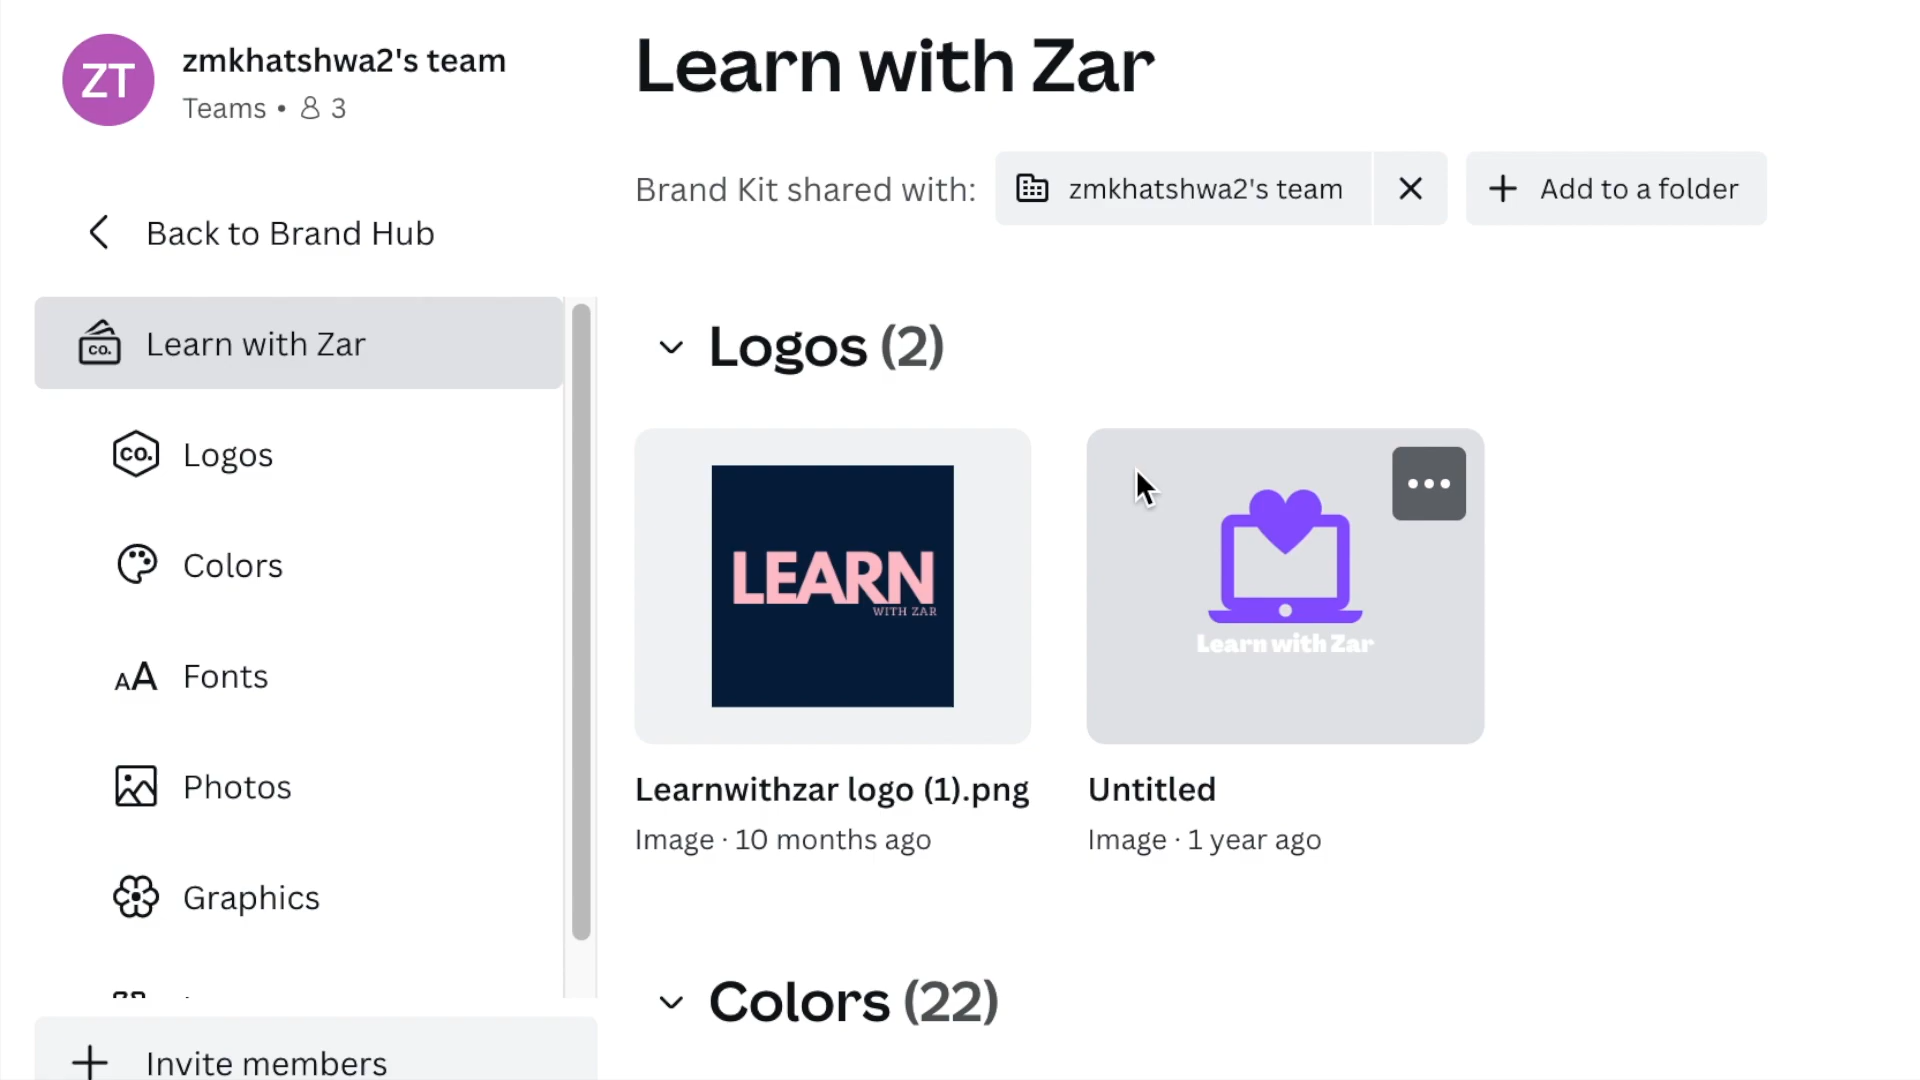 ZT
zmkhatshwa2's team
Teams • 3
Back to Brand Hub
co. Learn with Zar
co. Logos
Colors
AA Fonts
Photos
Graphics
Invite members
Learn with Zar
Brand Kit shared with: zmkhatshwa2's team Add to a folder
Logos (2)
LEARN
WITH ZAR
Learn with Zar
Learnwithzar logo (1).png
Image · 10 months ago
Untitled
Image · 1 year ago
Colors (22)